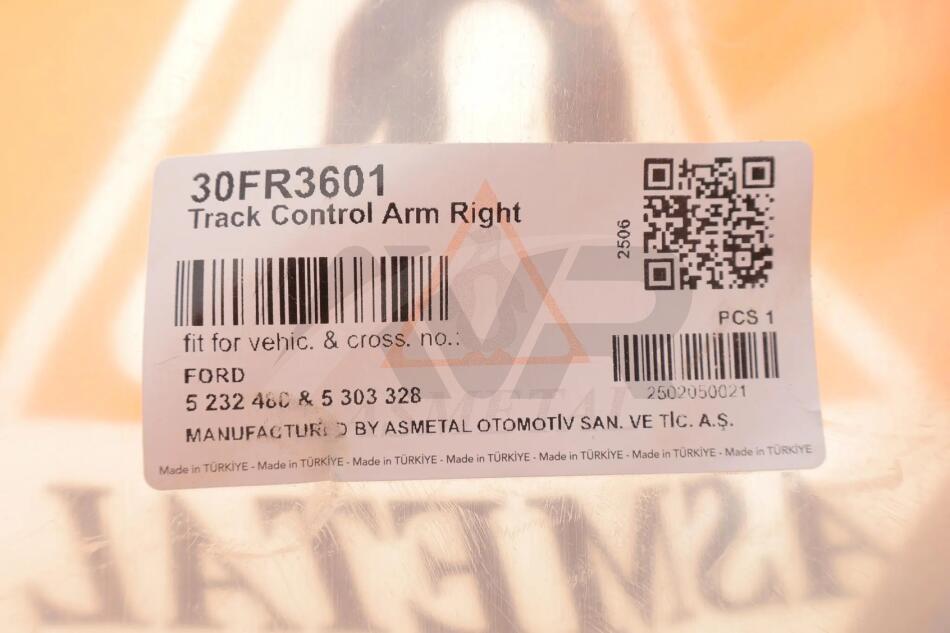 30FR3601
Track Control Arm Right
2506
fit for vehic. & cross. no.:
PCS 1
FORD
5 232 480 & 5 303 328
2502050021
MANUFACTURED BY ASMETAL OTOMOTİV SAN. VE TİC. A.Ş.
Made in TÜRKİYE - Made in TÜRKİYE - Made in TÜRKİYE - Made in TÜRKİYE - Made in TÜRKİYE - Made in TÜRKİYE - Made in TÜRKİYE
ASMETAL